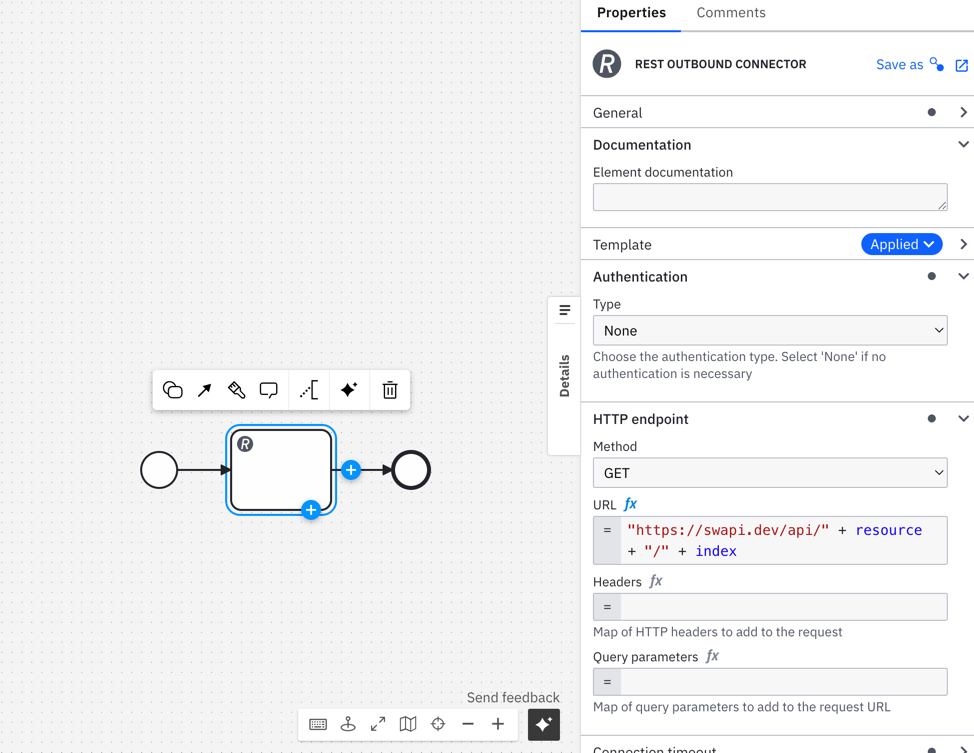 Properties
Comments
R
REST OUTBOUND CONNECTOR
Save as
General
Documentation
Element documentation
Template
Applied
Authentication
Type
None
Choose the authentication type. Select 'None' if no
authentication is necessary
Details
HTTP endpoint
Method
GET
R
URL fx
= "https://swapi.dev/api/" + resource
+ "/" + index
Headers fx
=
Map of HTTP headers to add to the request
Query parameters fx
=
Map of query parameters to add to the request URL
Send feedback
Connection timeout